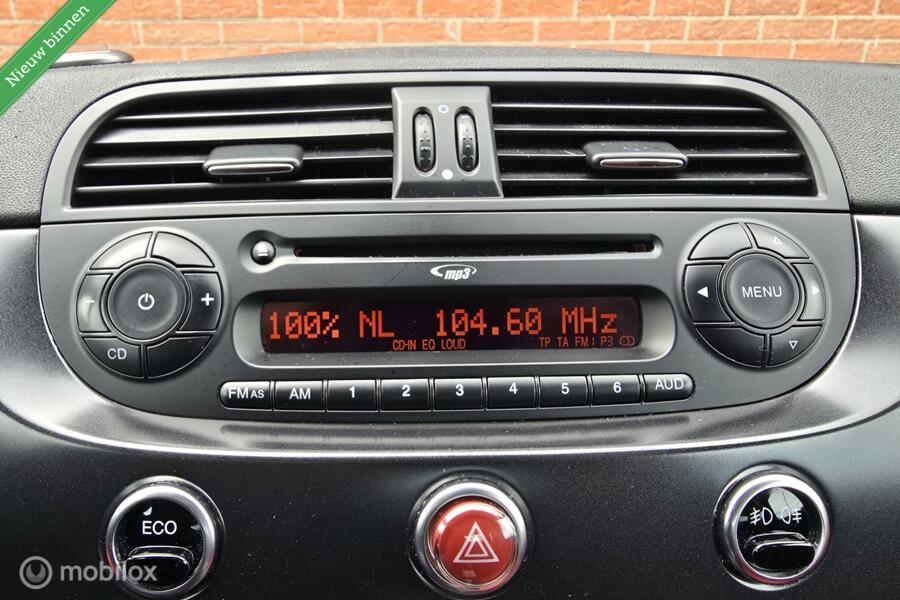 Nieuw binnen
mp3
100% NL 104.60 MHz
CD-IN EQ LOUD TP TA FM1 P3
- +
CD
MENU
FM AS AM 1 2 3 4 5 6 AUD
ECO
mobilox